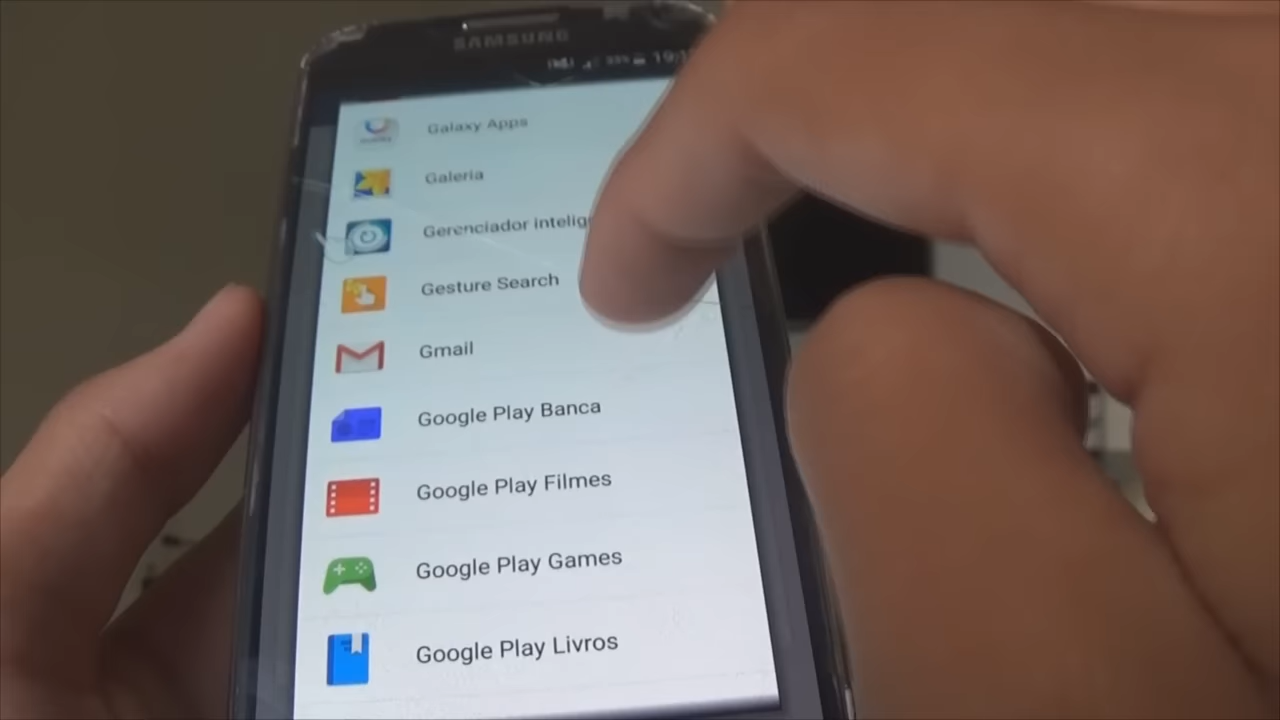 SAMSUNG
Galaxy Apps
Galeria
Gerenciador
Gesture Search
Gmail
Google Play Banca
Google Play Filmes
Google Play Games
Google Play Livros